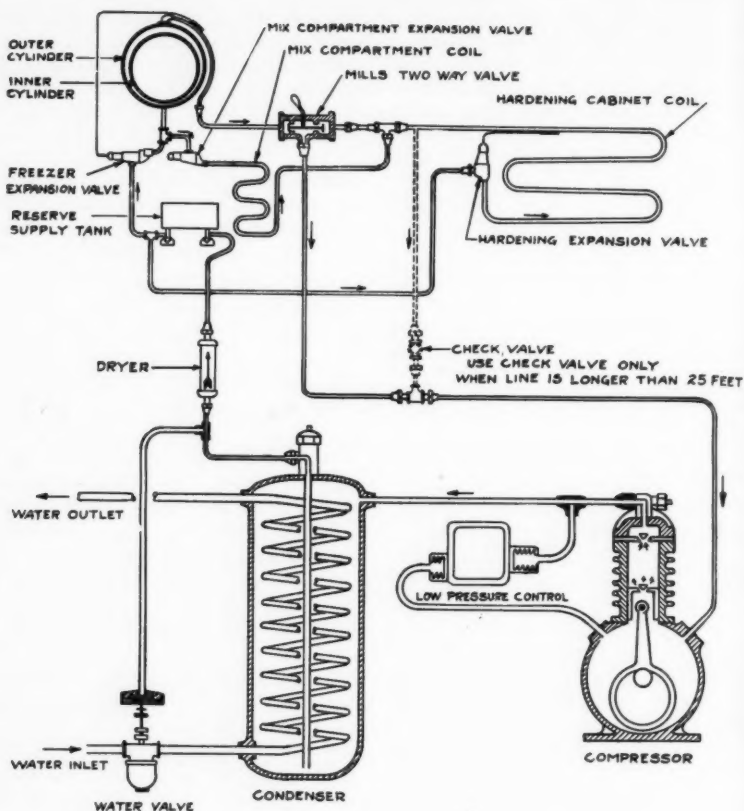 MIX COMPARTMENT EXPANSION VALVE
MIX COMPARTMENT COIL
OUTER
CYLINDER
MILLS TWO WAY VALVE
INNER
CYLINDER
HARDENING CABINET COIL
FREEZER
EXPANSION VALVE
RESERVE
SUPPLY TANK
HARDENING EXPANSION VALVE
DRYER
CHECK VALVE
USE CHECK VALVE ONLY
WHEN LINE IS LONGER THAN 25 FEET
WATER OUTLET
LOW PRESSURE CONTROL
WATER INLET
COMPRESSOR
WATER VALVE
CONDENSER